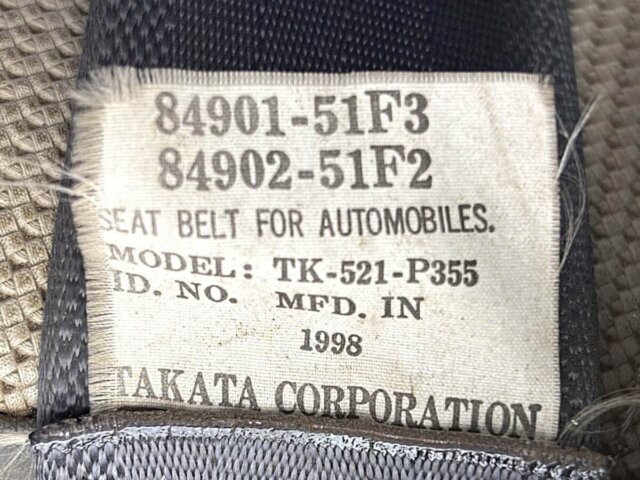 84901-51F3
84902-51F2
SEAT BELT FOR AUTOMOBILES.
MODEL: TK-521-P355
ID. NO. MFD. IN
1998
TAKATA CORPORATION